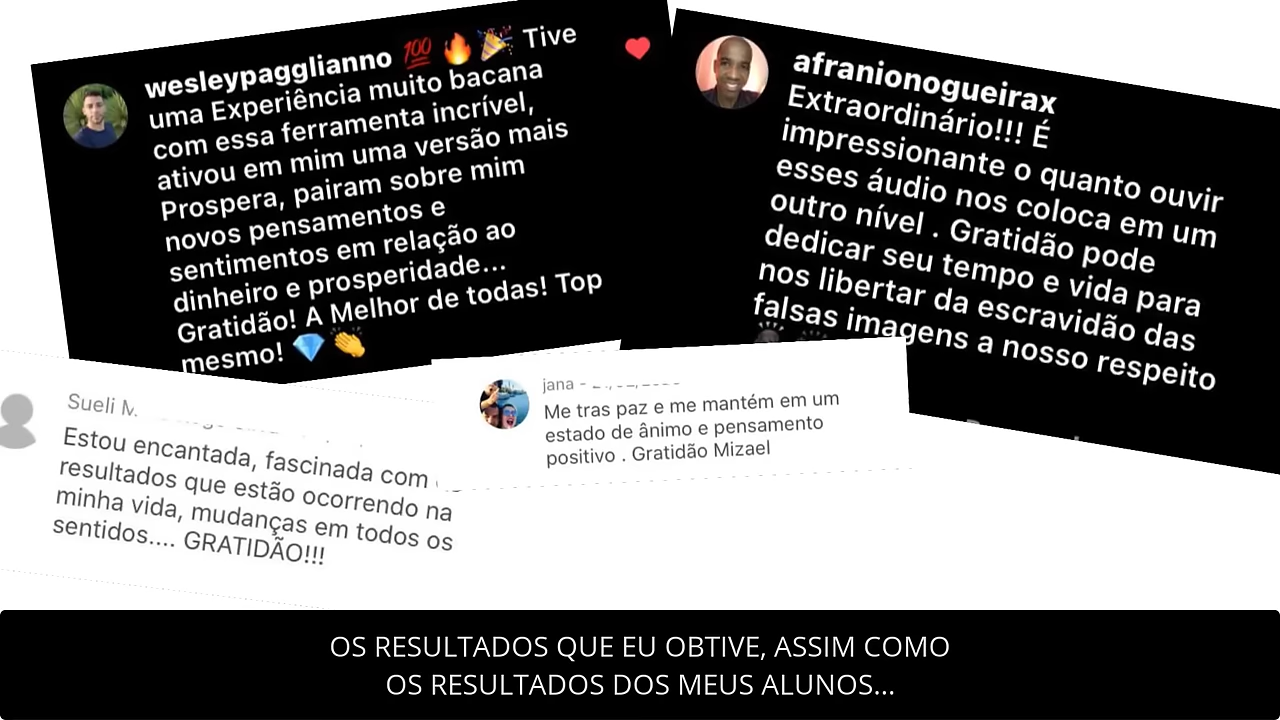 wesleypagglianno 💯🔥🎉 Tive
uma Experiência muito bacana
com essa ferramenta incrível,
ativou em mim uma versão mais
Prospera, pairam sobre mim
novos pensamentos e
sentimentos em relação ao
dinheiro e prosperidade...
Gratidão! A Melhor de todas! Top
mesmo! 💎👏
afranionogueirax
Extraordinário!!! É
impressionante o quanto ouvir
esses áudio nos coloca em um
outro nível . Gratidão pode
dedicar seu tempo e vida para
nos libertar da escravidão das
falsas imagens a nosso respeito
Sueli M.
Estou encantada, fascinada com
resultados que estão ocorrendo na
minha vida, mudanças em todos os
sentidos.... GRATIDÃO!!!
jana -
Me tras paz e me mantém em um
estado de ânimo e pensamento
positivo . Gratidão Mizael
OS RESULTADOS QUE EU OBTIVE, ASSIM COMO
OS RESULTADOS DOS MEUS ALUNOS...